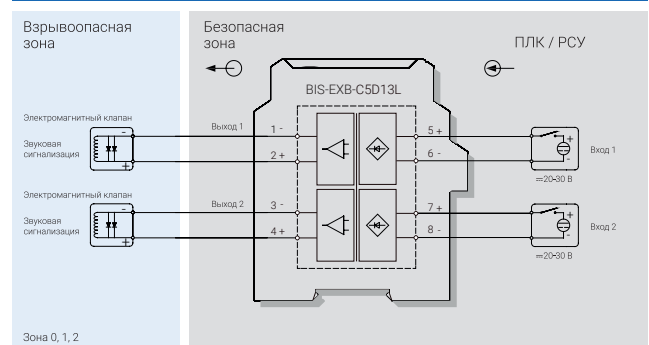 Взрывоопасная
зона
Безопасная
зона
ПЛК / РСУ
BIS-EXB-C5D13L
Электромагнитный клапан
Звуковая
сигнализация
-
+
Выход 1
1 -
2 +
5 +
6 -
+
-
Вход 1
⎓20-30 В
Электромагнитный клапан
Звуковая
сигнализация
-
+
Выход 2
3 -
4 +
7 +
8 -
+
-
Вход 2
⎓20-30 В
Зона 0, 1, 2